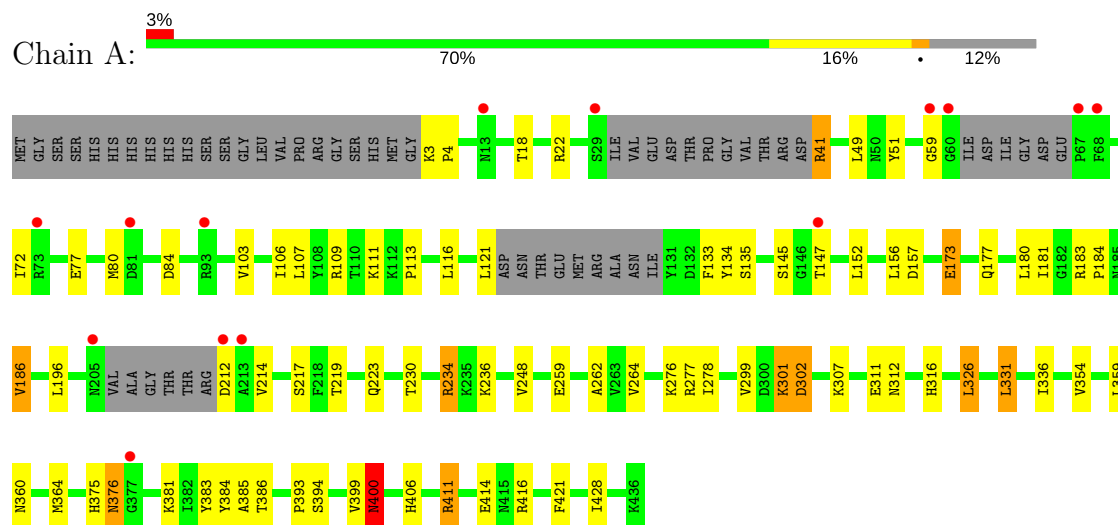 3%
Chain A:
70% 16% • 12%
MET GLY SER SER HIS HIS HIS HIS HIS HIS SER SER GLY LEU VAL PRO ARG GLY SER HIS MET GLY K3 P4 N13 T18 R22 S29 ILE VAL GLU ASP THR PRO GLY VAL THR ARG ASP R41 L49 N50 Y51 G59 G60 ILE ASP ILE GLY ASP GLU P67 F68
I72 R73 E77 M80 D81 D84 R93 V103 I106 L107 Y108 R109 T110 K111 K112 P113 L116 L121 ASP ASN THR GLU MET ARG ALA ASN ILE Y131 D132 F133 Y134 S135 S145 G146 T147 L152 L156 D157 E173 Q177 L180 I181 G182 R183 P184 N185
V186 L196 N205 VAL ALA GLY THR THR ARG D212 A213 V214 S217 F218 T219 Q223 T230 R234 K235 K236 V248 E259 A262 V263 V264 K276 R277 I278 V299 D300 K301 D302 K307 E311 N312 H316 L326 L331 I336 V354 I359
N360 M364 H375 N376 G377 K381 I382 Y383 Y384 A385 T386 P393 S394 V399 N400 H406 R411 E414 N415 R416 F421 I428 K436